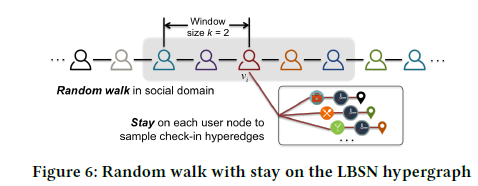 Window
size k = 2
... ...
v_i
Random walk in social domain
Stay on each user node to
sample check-in hyperedges
...
Figure 6: Random walk with stay on the LBSN hypergraph